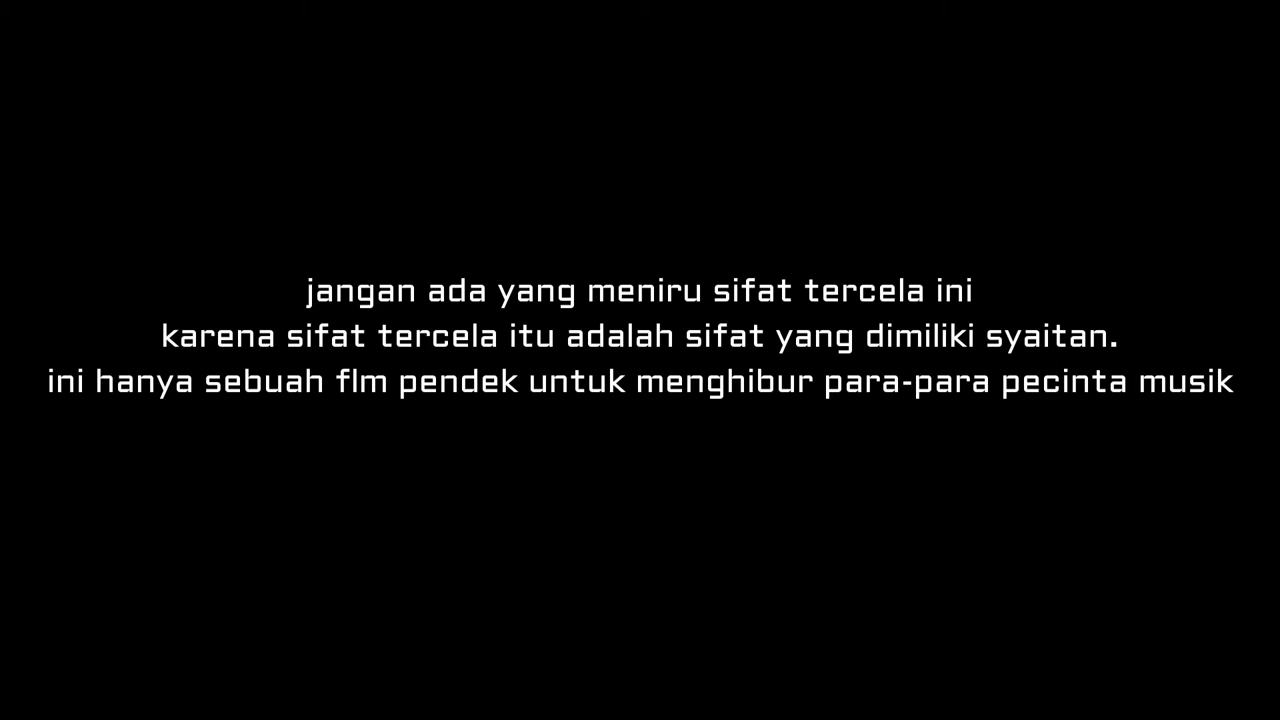 jangan ada yang meniru sifat tercela ini
karena sifat tercela itu adalah sifat yang dimiliki syaitan.
ini hanya sebuah flm pendek untuk menghibur para-para pecinta musik